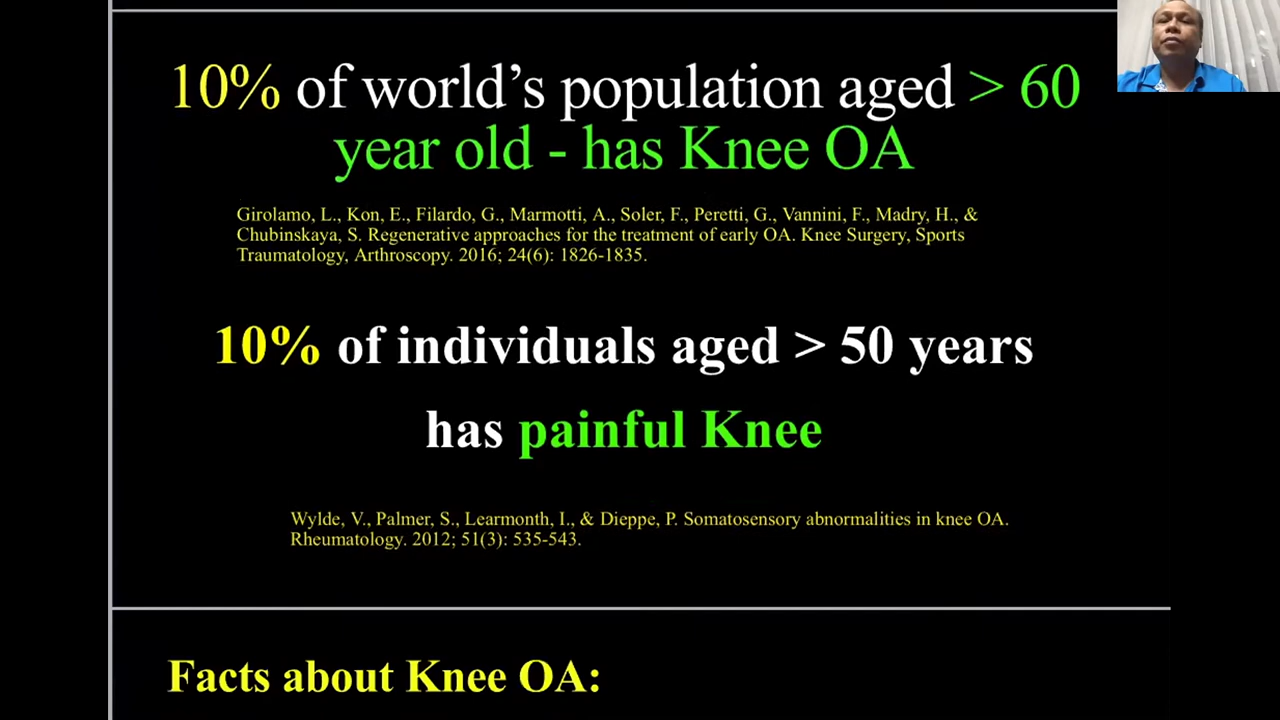 10% of world's population aged > 60
year old - has Knee OA
Girolamo, L., Kon, E., Filardo, G., Marmotti, A., Soler, F., Peretti, G., Vannini, F., Madry, H., &
Chubinskaya, S. Regenerative approaches for the treatment of early OA. Knee Surgery, Sports
Traumatology, Arthroscopy. 2016; 24(6): 1826-1835.
10% of individuals aged > 50 years
has painful Knee
Wylde, V., Palmer, S., Learmonth, I., & Dieppe, P. Somatosensory abnormalities in knee OA.
Rheumatology. 2012; 51(3): 535-543.
Facts about Knee OA: